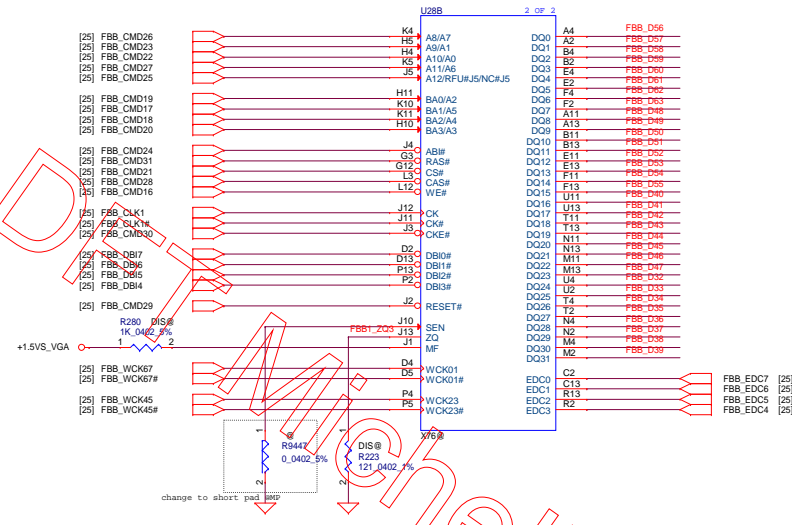 U28B 2 OF 2
[25] FBB_CMD26 K4 A8/A7 DQ0 A4 FBB_D56
[25] FBB_CMD23 H5 A9/A1 DQ1 A2 FBB_D57
[25] FBB_CMD22 H4 A10/A0 DQ2 B4 FBB_D58
[25] FBB_CMD27 K5 A11/A6 DQ3 B2 FBB_D59
[25] FBB_CMD25 J5 A12/RFU#J5/NC#J5 DQ4 E4 FBB_D60
DQ5 E2 FBB_D61
[25] FBB_CMD19 H11 BA0/A2 DQ6 F4 FBB_D62
[25] FBB_CMD17 K10 BA1/A5 DQ7 F2 FBB_D63
[25] FBB_CMD18 K11 BA2/A4 DQ8 A11 FBB_D48
[25] FBB_CMD20 H10 BA3/A3 DQ9 A13 FBB_D49
DQ10 B11 FBB_D50
[25] FBB_CMD24 J4 ABI# DQ11 B13 FBB_D51
[25] FBB_CMD31 G3 RAS# DQ12 E11 FBB_D52
[25] FBB_CMD21 G12 CS# DQ13 E13 FBB_D53
[25] FBB_CMD28 L3 CAS# DQ14 F11 FBB_D54
[25] FBB_CMD16 L12 WE# DQ15 F13 FBB_D55
DQ16 U11 FBB_D40
[25] FBB_CLK1 J12 CK DQ17 U13 FBB_D41
[25] FBB_CLK1# J11 CK# DQ18 T11 FBB_D42
[25] FBB_CMD30 J3 CKE# DQ19 T13 FBB_D43
DQ20 N11 FBB_D44
[25] FBB_DBI7 D2 DBI0# DQ21 N13 FBB_D45
[25] FBB_DBI6 D13 DBI1# DQ22 M11 FBB_D46
[25] FBB_DBI5 P13 DBI2# DQ23 M13 FBB_D47
[25] FBB_DBI4 P2 DBI3# DQ24 U4 FBB_D32
DQ25 U2 FBB_D33
[25] FBB_CMD29 J2 RESET# DQ26 T4 FBB_D34
DQ27 T2 FBB_D35
J10 SEN DQ28 N4 FBB_D36
FBB1_ZQ3 J13 ZQ DQ29 N2 FBB_D37
J1 MF DQ30 M4 FBB_D38
DQ31 M2 FBB_D39
R280 DIS@
1K_0402_5%
+1.5VS_VGA 1 2
[25] FBB_WCK67 D4 WCK01
[25] FBB_WCK67# D5 WCK01# EDC0 C2 FBB_EDC7 [25]
EDC1 C13 FBB_EDC6 [25]
[25] FBB_WCK45 P4 WCK23 EDC2 R13 FBB_EDC5 [25]
[25] FBB_WCK45# P5 WCK23# EDC3 R2 FBB_EDC4 [25]
X76@
1 @
R9447
0_0402_5%
2
1 DIS@
R223
121_0402_1%
2
change to short pad @MP